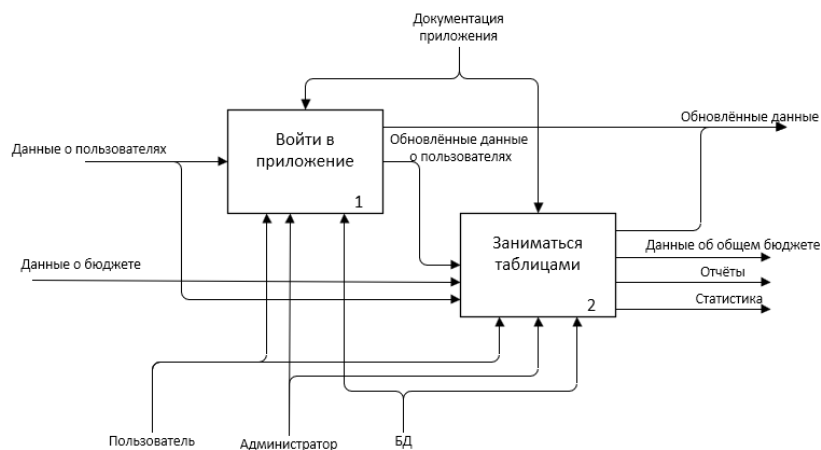 Документация
приложения
Войти в
приложение
1
Обновлённые данные
Обновлённые данные
о пользователях
Данные о пользователях
Заниматься
таблицами
2
Данные об общем бюджете
Данные о бюджете
Отчёты
Статистика
Пользователь
Администратор
БД